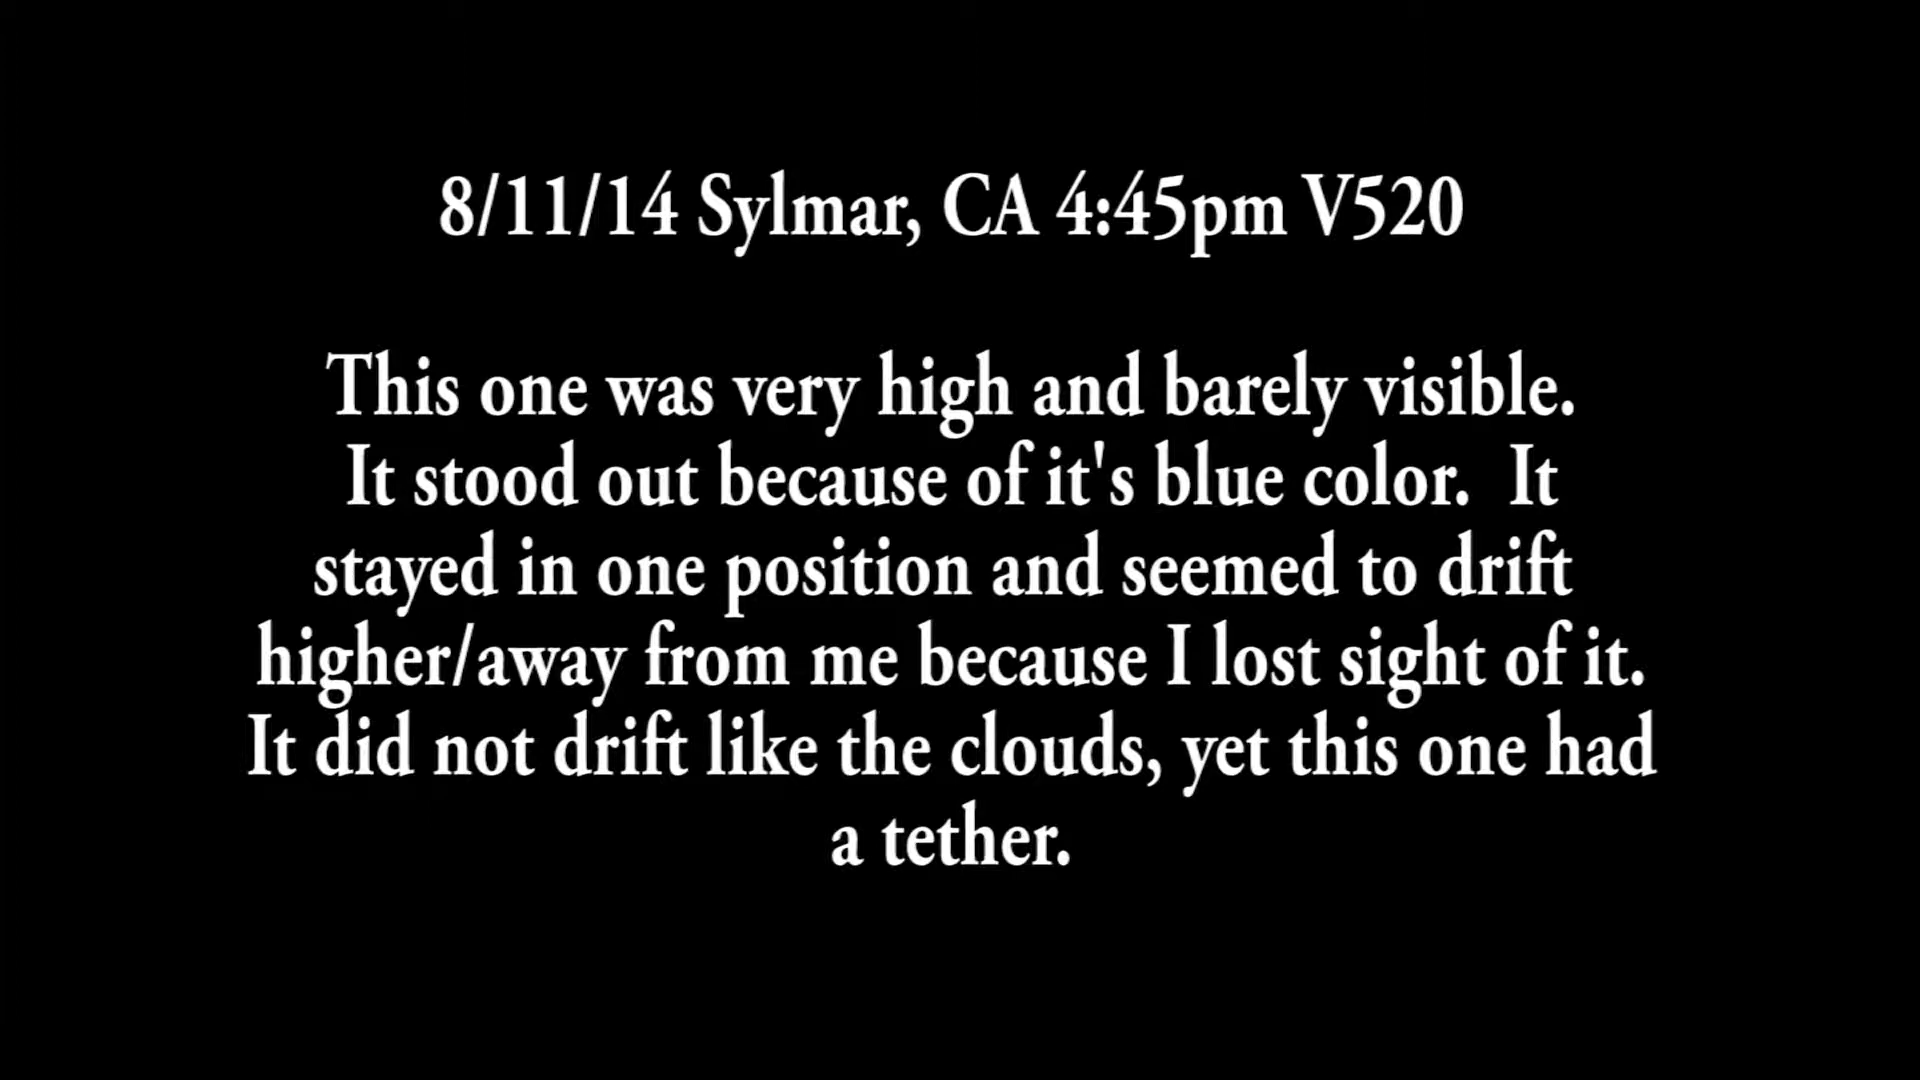 8/11/14 Sylmar, CA 4:45pm V520
This one was very high and barely visible.
It stood out because of it's blue color.  It
stayed in one position and seemed to drift
higher/away from me because I lost sight of it.
It did not drift like the clouds, yet this one had
a tether.